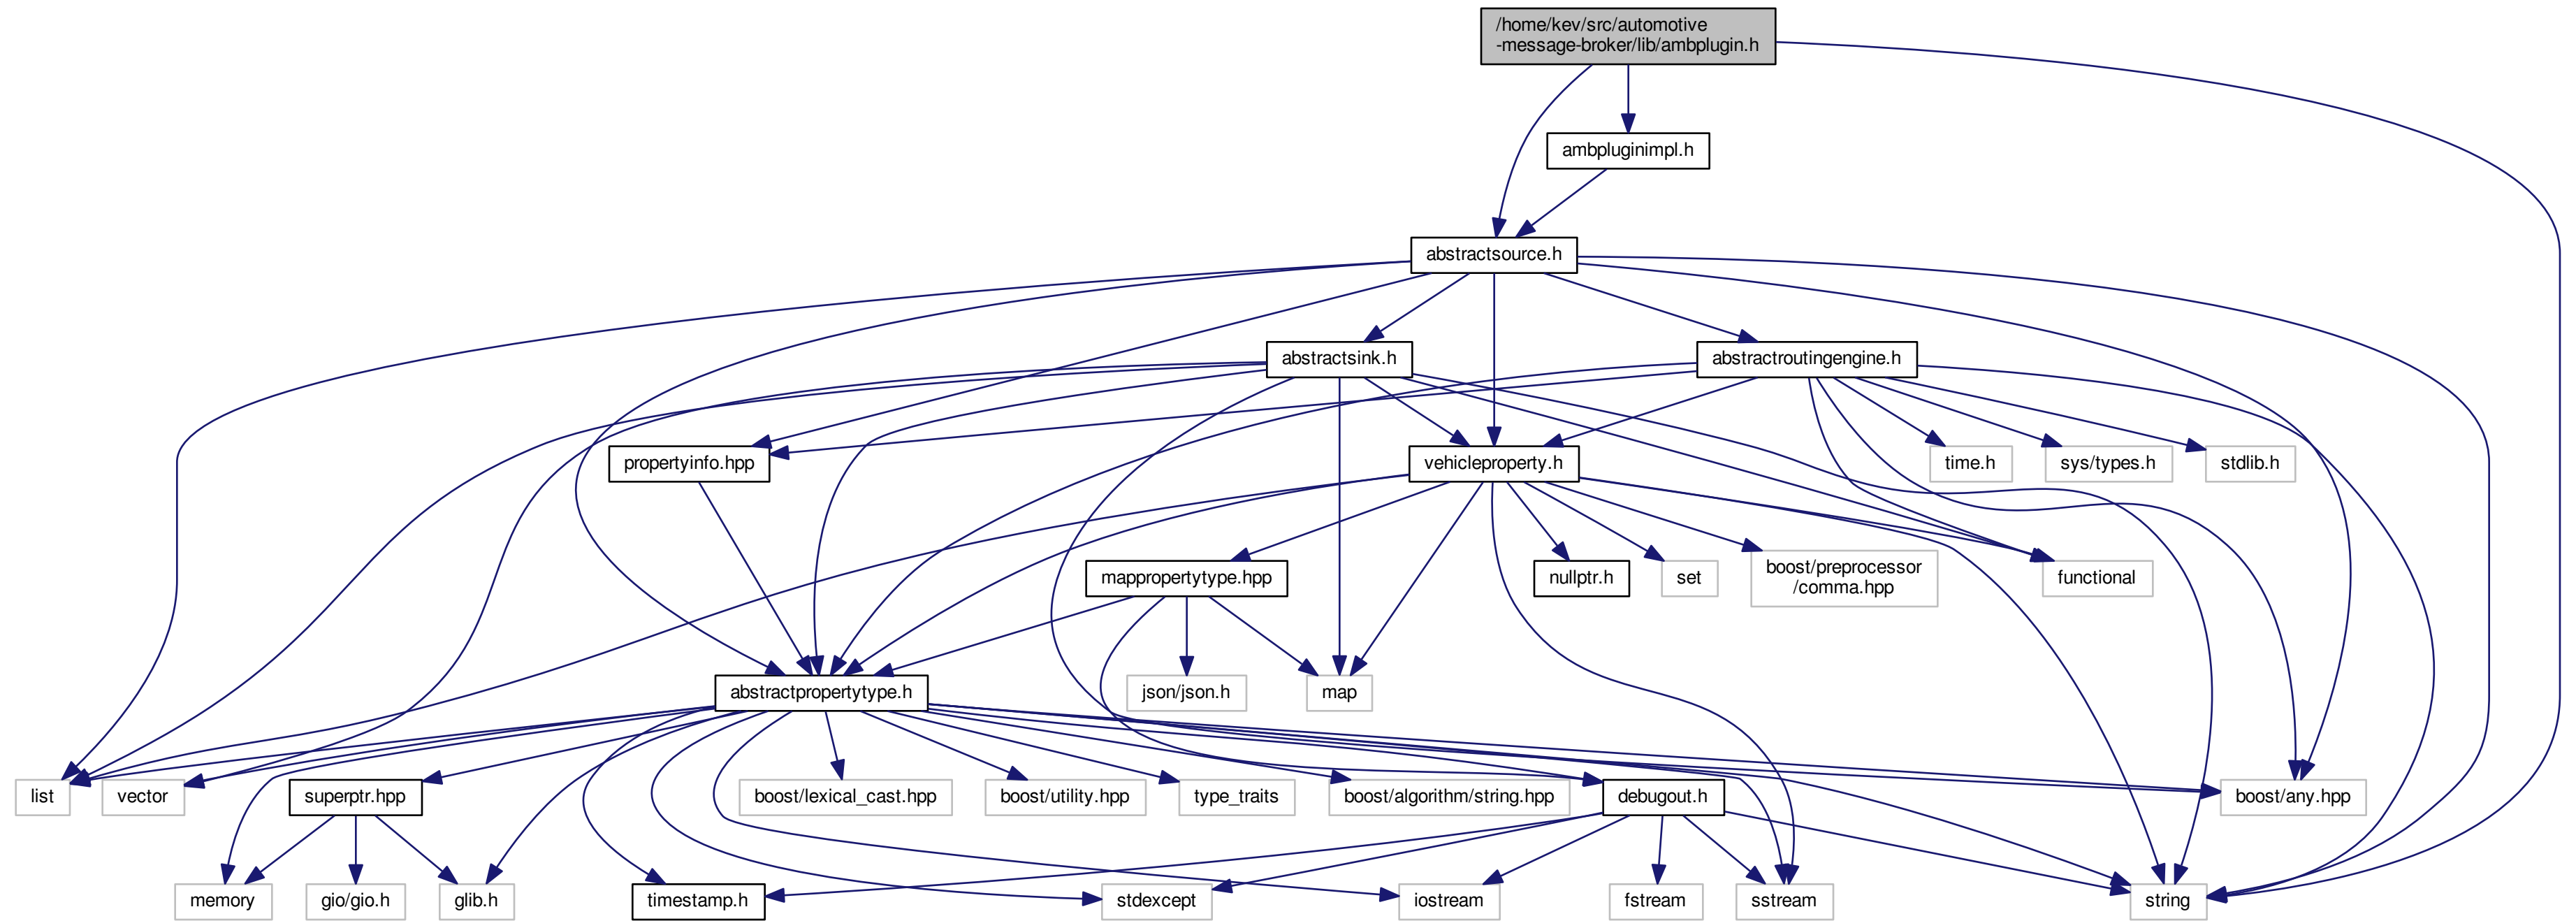 /home/kev/src/automotive
-message-broker/lib/ambplugin.h
ambpluginimpl.h
abstractsource.h
abstractsink.h
abstractroutingengine.h
propertyinfo.hpp
vehicleproperty.h
time.h
sys/types.h
stdlib.h
mappropertytype.hpp
nullptr.h
set
boost/preprocessor
/comma.hpp
functional
abstractpropertytype.h
json/json.h
map
list
vector
superptr.hpp
boost/lexical_cast.hpp
boost/utility.hpp
type_traits
boost/algorithm/string.hpp
debugout.h
boost/any.hpp
memory
gio/gio.h
glib.h
timestamp.h
stdexcept
iostream
fstream
sstream
string